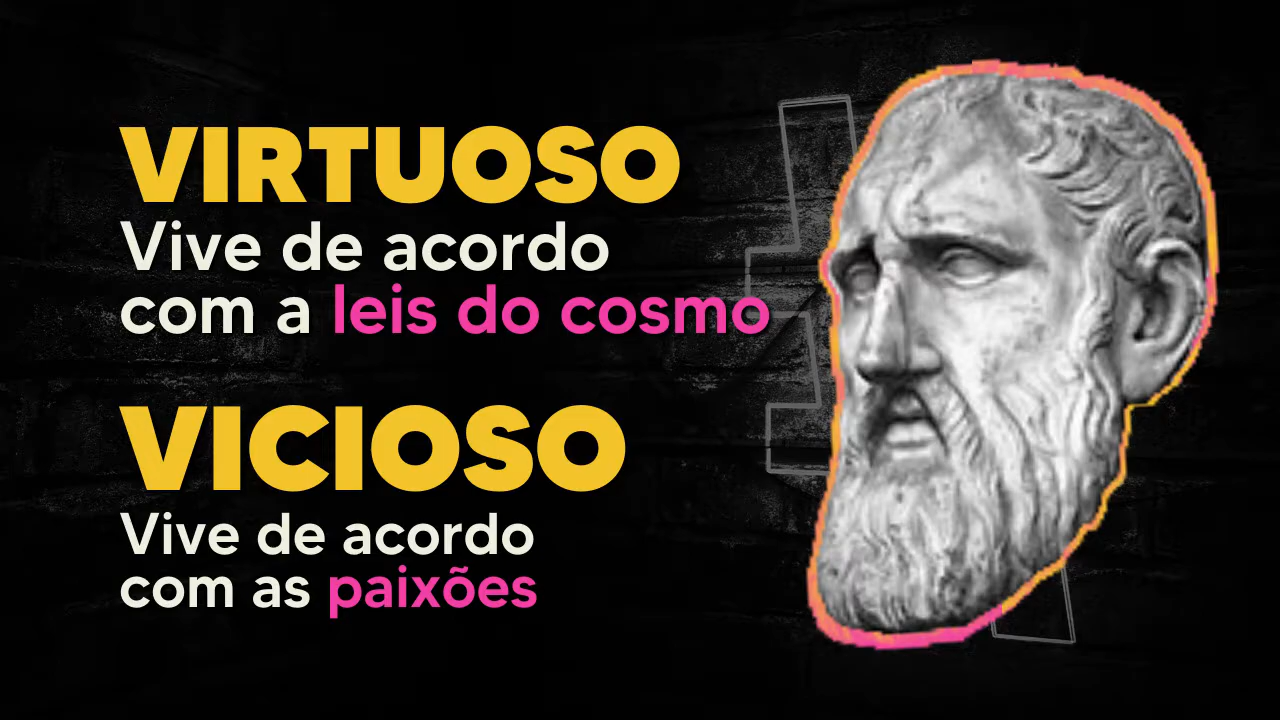 VIRTUOSO
Vive de acordo
com a leis do cosmo
VICIOSO
Vive de acordo
com as paixões